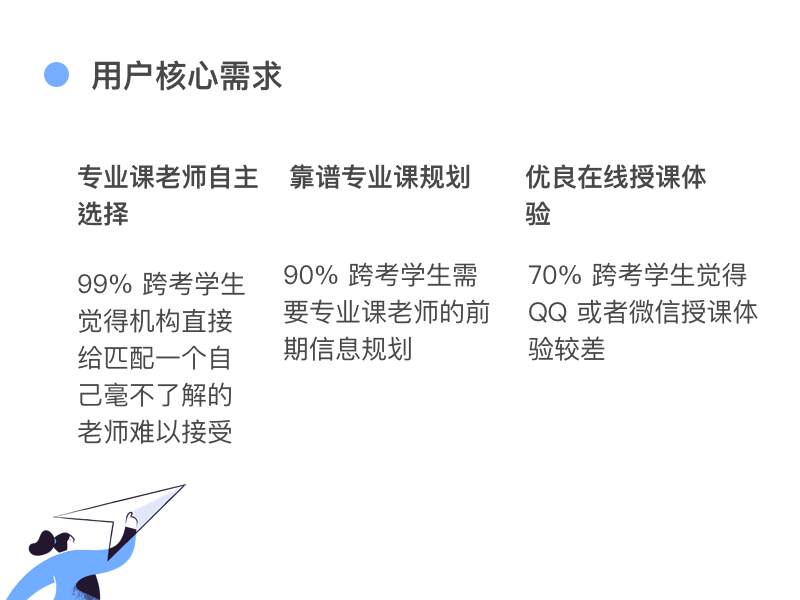 用户核心需求
专业课老师自主
选择
99% 跨考学生
觉得机构直接
给匹配一个自
己毫不了解的
老师难以接受
靠谱专业课规划
90% 跨考学生需
要专业课老师的前
期信息规划
优良在线授课体
验
70% 跨考学生觉得
QQ 或者微信授课体
验较差